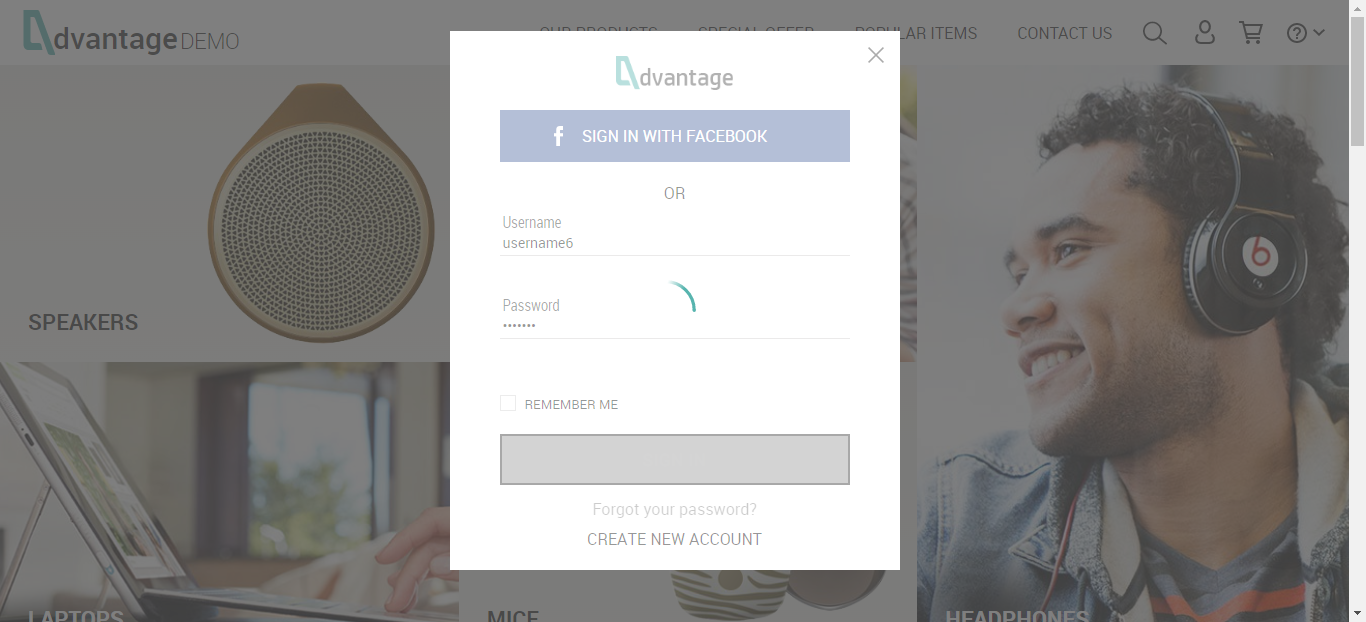 dvantage DEMO
OUR PRODUCTS SPECIAL OFFER POPULAR ITEMS CONTACT US
dvantage
SIGN IN WITH FACEBOOK
OR
Username
username6
Password
•••••••
REMEMBER ME
Forgot your password?
CREATE NEW ACCOUNT
SPEAKERS
LAPTOPS
MICE
HEADPHONES